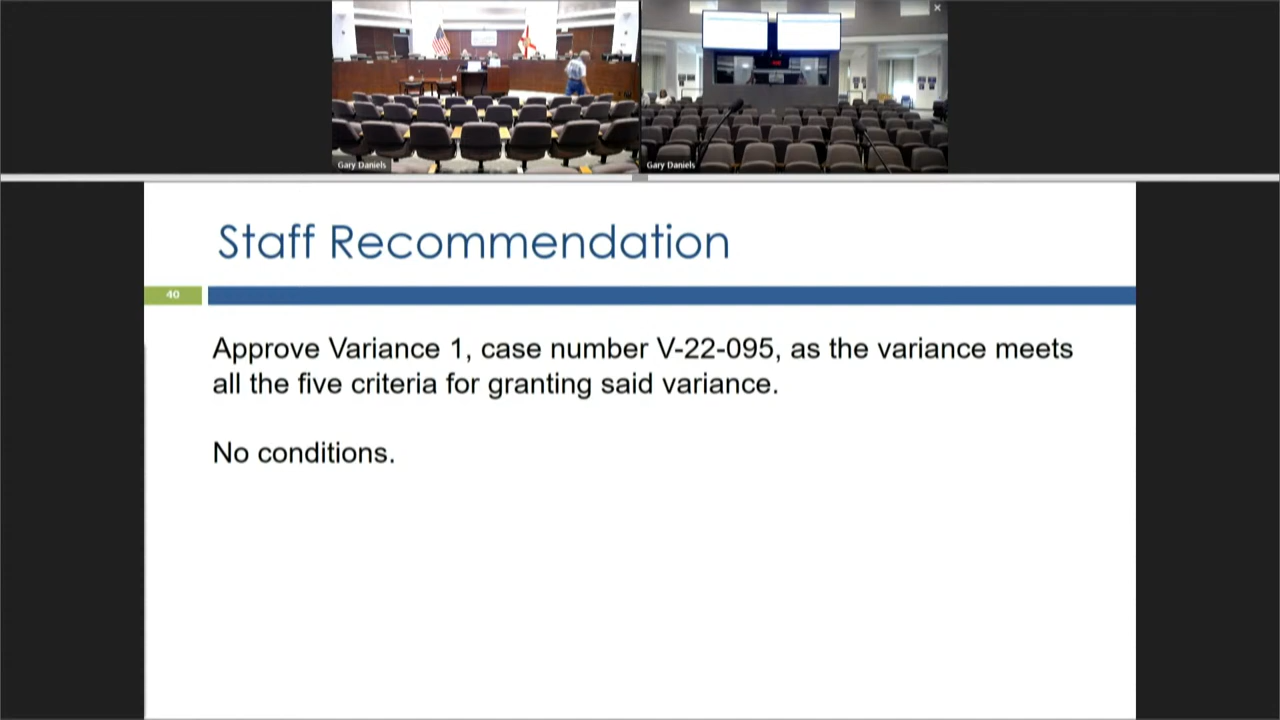 Gary Daniels
Gary Daniels
Staff Recommendation
40
Approve Variance 1, case number V-22-095, as the variance meets
all the five criteria for granting said variance.
No conditions.